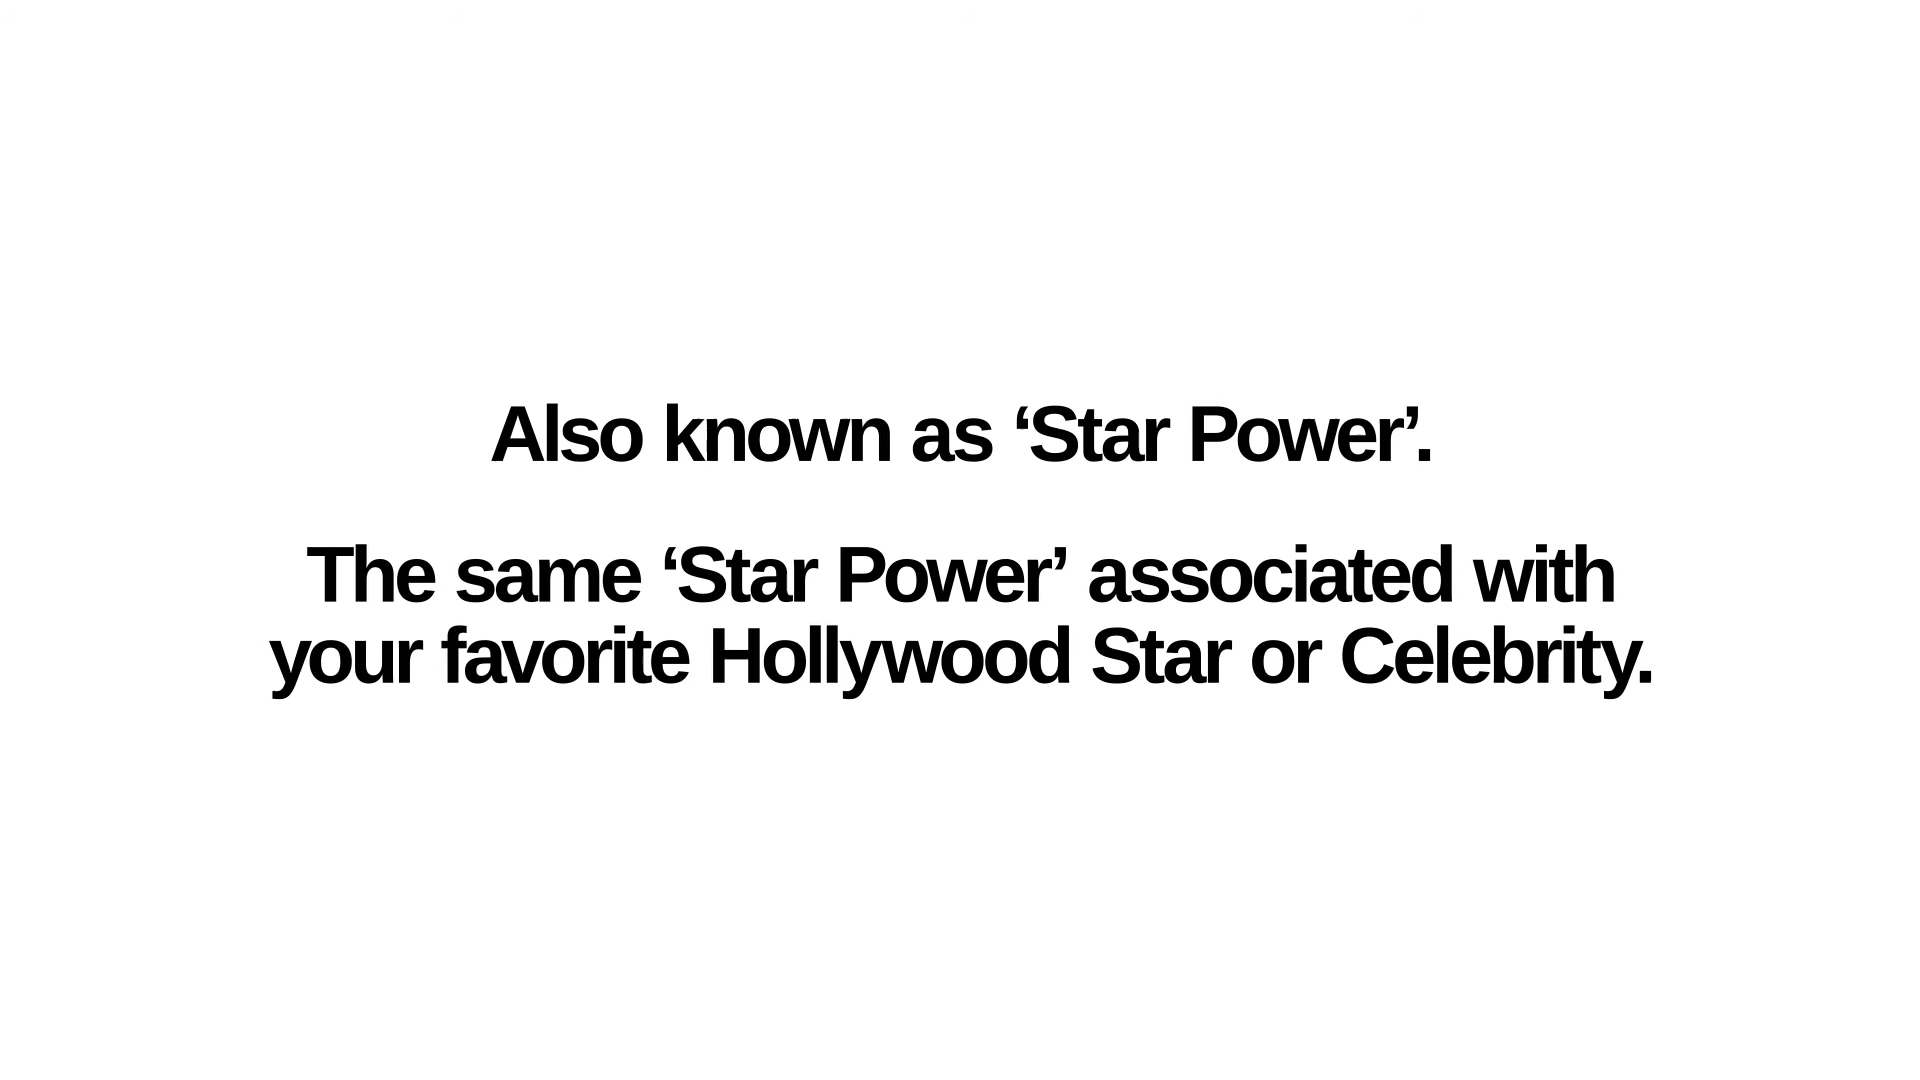 Also known as ‘Star Power’.
The same ‘Star Power’ associated with
your favorite Hollywood Star or Celebrity.